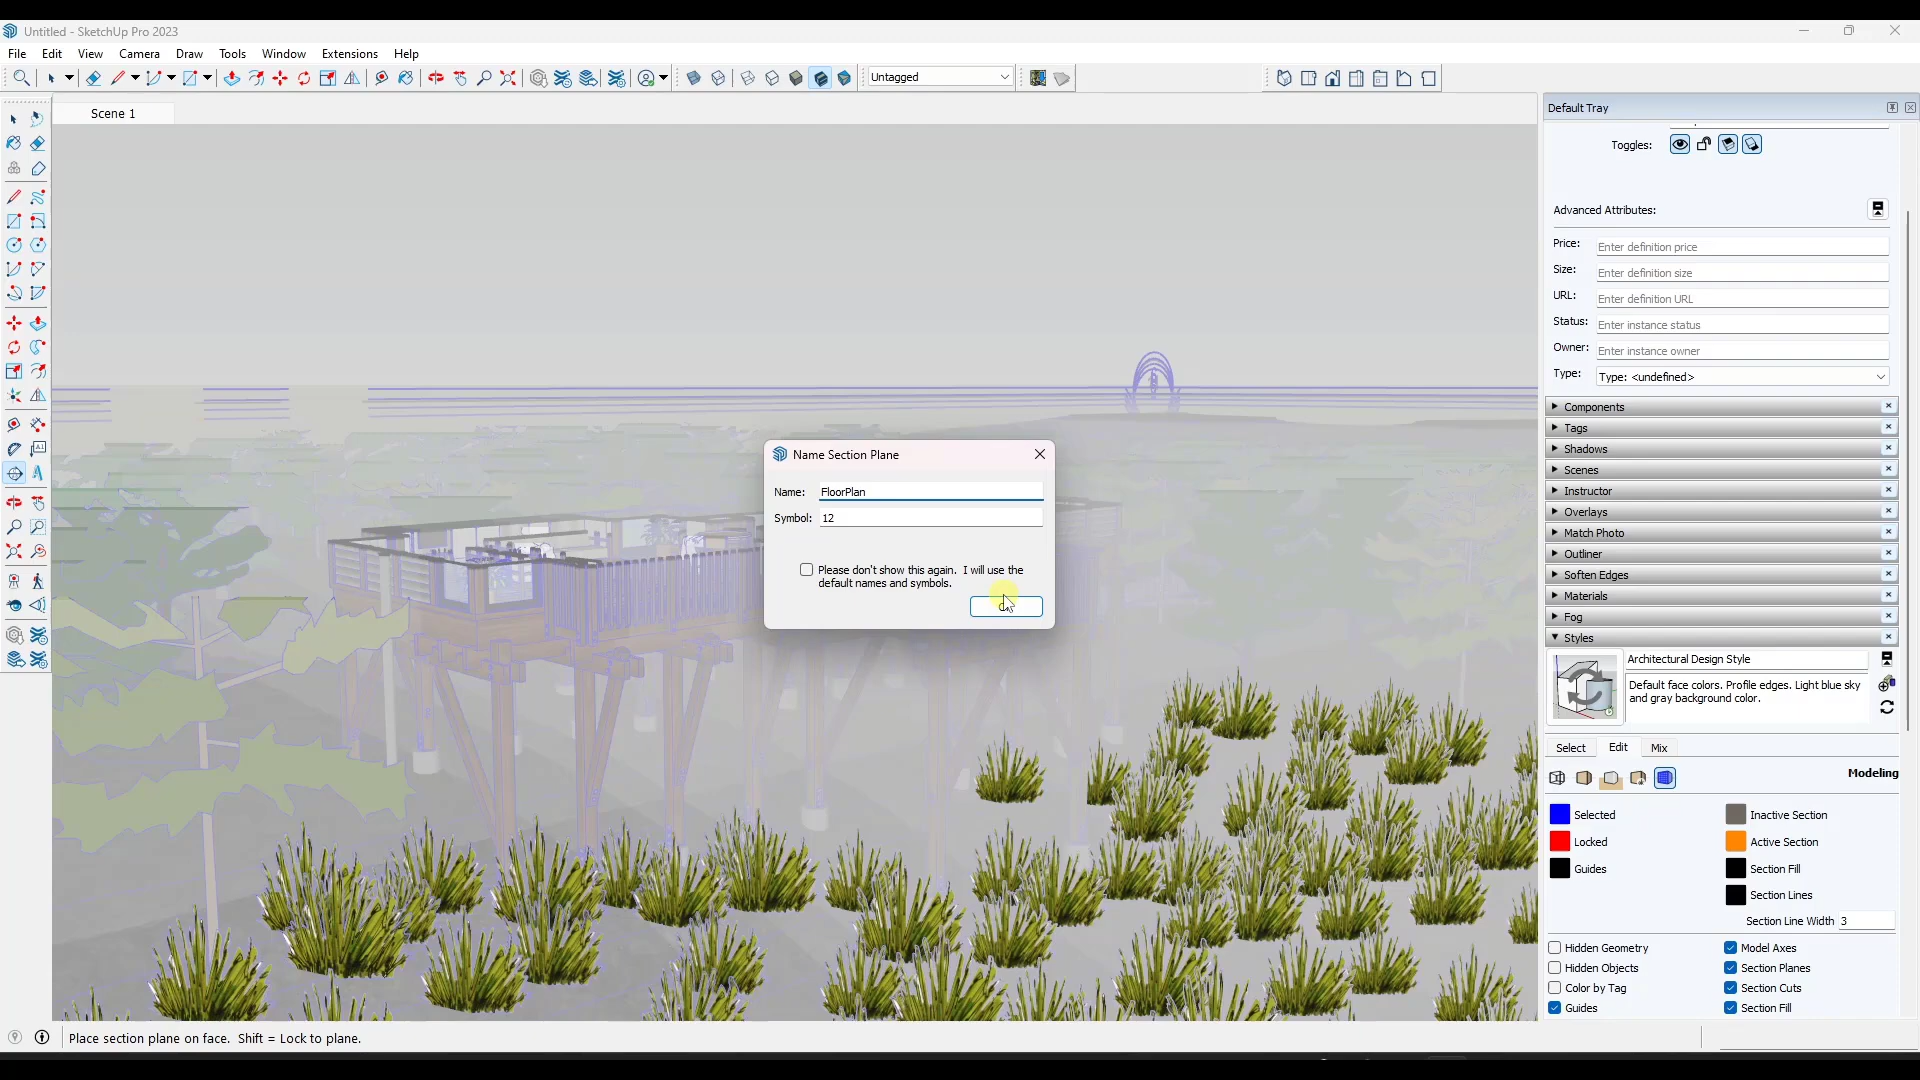 Untitled - SketchUp Pro 2023
File Edit View Camera Draw Tools Window Extensions Help
Untagged
Scene 1
Default Tray
Toggles:
Advanced Attributes:
Price: Enter definition price
Size: Enter definition size
URL: Enter definition URL
Status: Enter instance status
Owner: Enter instance owner
Type: Type: <undefined>
Components
Tags
Shadows
Scenes
Instructor
Overlays
Match Photo
Outliner
Soften Edges
Materials
Fog
Styles
Architectural Design Style
Default face colors. Profile edges. Light blue sky
and gray background color.
Select Edit Mix
Modeling
Selected Inactive Section
Locked Active Section
Guides Section Fill
Section Lines
Section Line Width 3
Hidden Geometry Model Axes
Hidden Objects Section Planes
Color by Tag Section Cuts
Guides Section Fill
Name Section Plane
Name: FloorPlan
Symbol: 12
Please don't show this again. I will use the
default names and symbols.
Place section plane on face. Shift = Lock to plane.